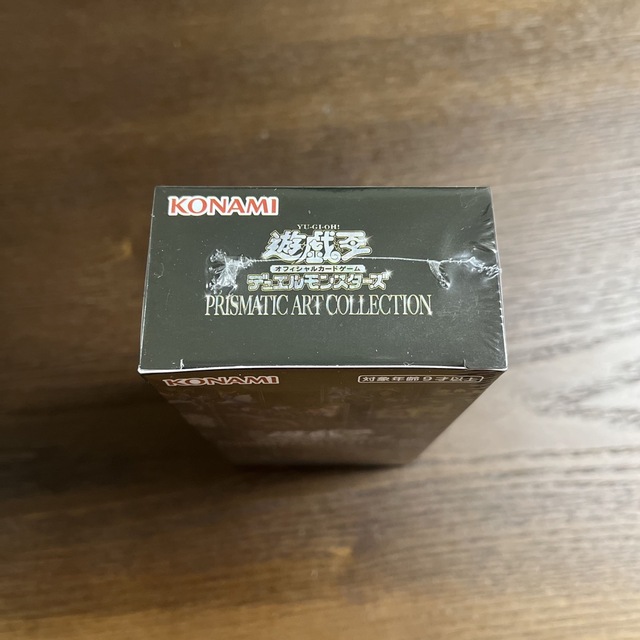 KONAMI
YU-GI-OH!
遊戯王
オフィシャルカードゲーム
デュエルモンスターズ
PRISMATIC ART COLLECTION
KONAMI
対象年齢9才以上